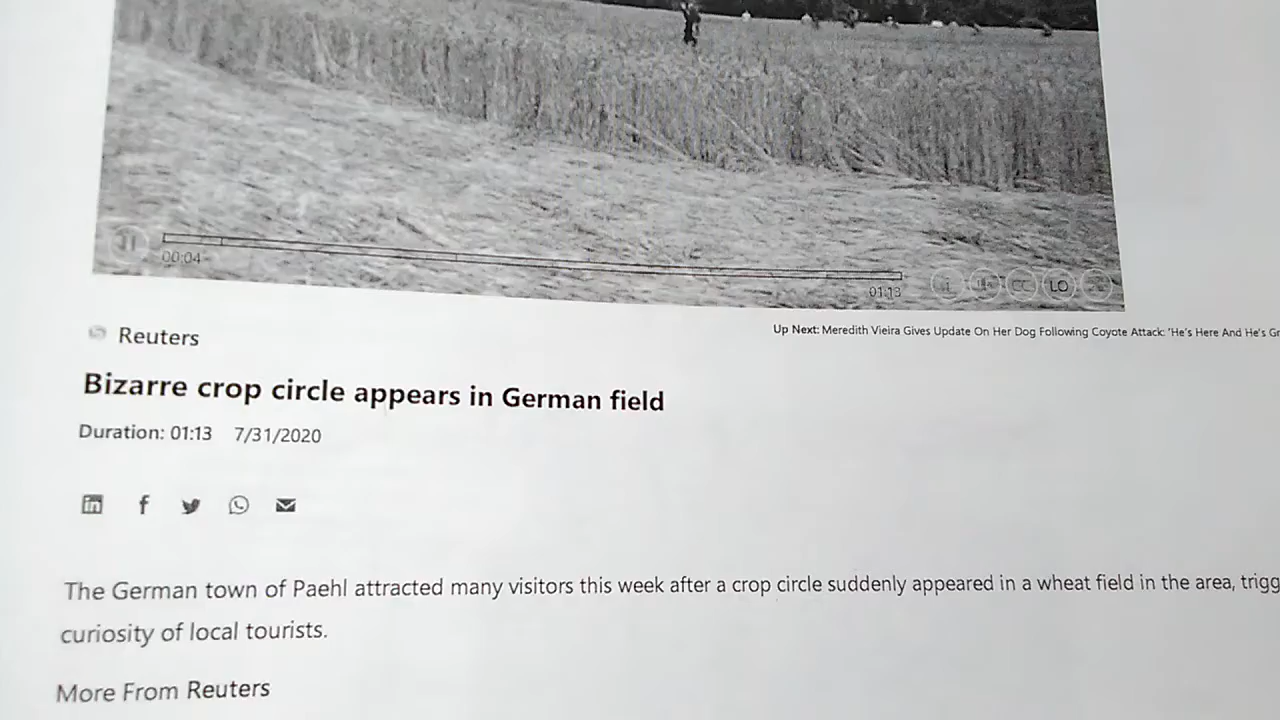 00:04
01:13
CC
LO
Reuters
Up Next: Meredith Vieira Gives Update On Her Dog Following Coyote Attack: 'He's Here And He's
Bizarre crop circle appears in German field
Duration: 01:13 7/31/2020
in f
The German town of Paehl attracted many visitors this week after a crop circle suddenly appeared in a wheat field in the area,
curiosity of local tourists.
More From Reuters